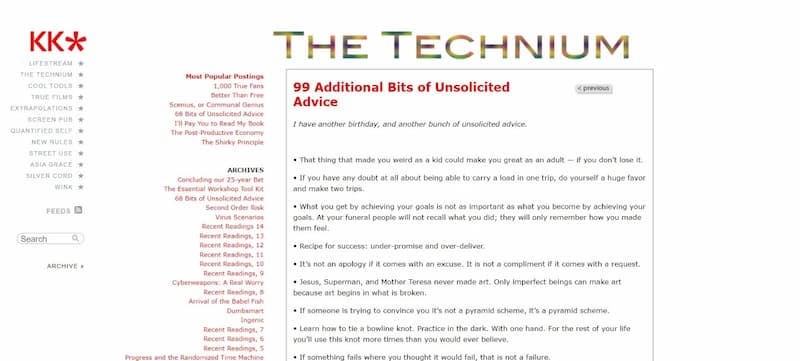 KK*
THE TECHNIUM
LIFESTREAM
THE TECHNIUM
COOL TOOLS
TRUE FILMS
EXTRAPOLATIONS
SCREEN PUB
QUANTIFIED SELF
NEW RULES
STREET USE
ASIA GRACE
SILVER CORD
WINK
FEEDS
Search
ARCHIVE
Most Popular Postings
1,000 True Fans
Better Than Free
Scenius, or Communal Genius
68 Bits of Unsolicited Advice
I'll Pay You to Read My Book
The Post-Productive Economy
The Shirky Principle
ARCHIVES
Concluding our 25-year Bet
The Essential Workshop Tool Kit
68 Bits of Unsolicited Advice
Second Order Risk
Virus Scenarios
Recent Readings 14
Recent Readings, 13
Recent Readings, 12
Recent Readings, 11
Recent Readings, 10
Recent Readings, 9
Cyberweapons: A Real Worry
Recent Readings, 8
Arrival of the Babel Fish
Dumbsmart
Ingenic
Recent Readings, 7
Recent Readings, 6
Recent Readings, 5
Progress and the Randomized Time Machine
99 Additional Bits of Unsolicited
Advice
< previous
I have another birthday, and another bunch of unsolicited advice.
• That thing that made you weird as a kid could make you great as an adult — if you don't lose it.
• If you have any doubt at all about being able to carry a load in one trip, do yourself a huge favor
and make two trips.
• What you get by achieving your goals is not as important as what you become by achieving your
goals. At your funeral people will not recall what you did; they will only remember how you made
them feel.
• Recipe for success: under-promise and over-deliver.
• It's not an apology if it comes with an excuse. It is not a compliment if it comes with a request.
• Jesus, Superman, and Mother Teresa never made art. Only imperfect beings can make art
because art begins in what is broken.
• If someone is trying to convince you it's not a pyramid scheme, it's a pyramid scheme.
• Learn how to tie a bowline knot. Practice in the dark. With one hand. For the rest of your life
you'll use this knot more times than you would ever believe.
• If something fails where you thought it would fail, that is not a failure.